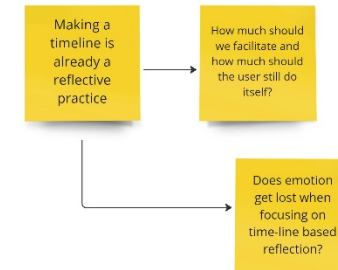 Making a
timeline is
already a
reflective
practice
How much should
we facilitate and
how much should
the user still do
itself?
Does emotion
get lost when
focusing on
time-line based
reflection?